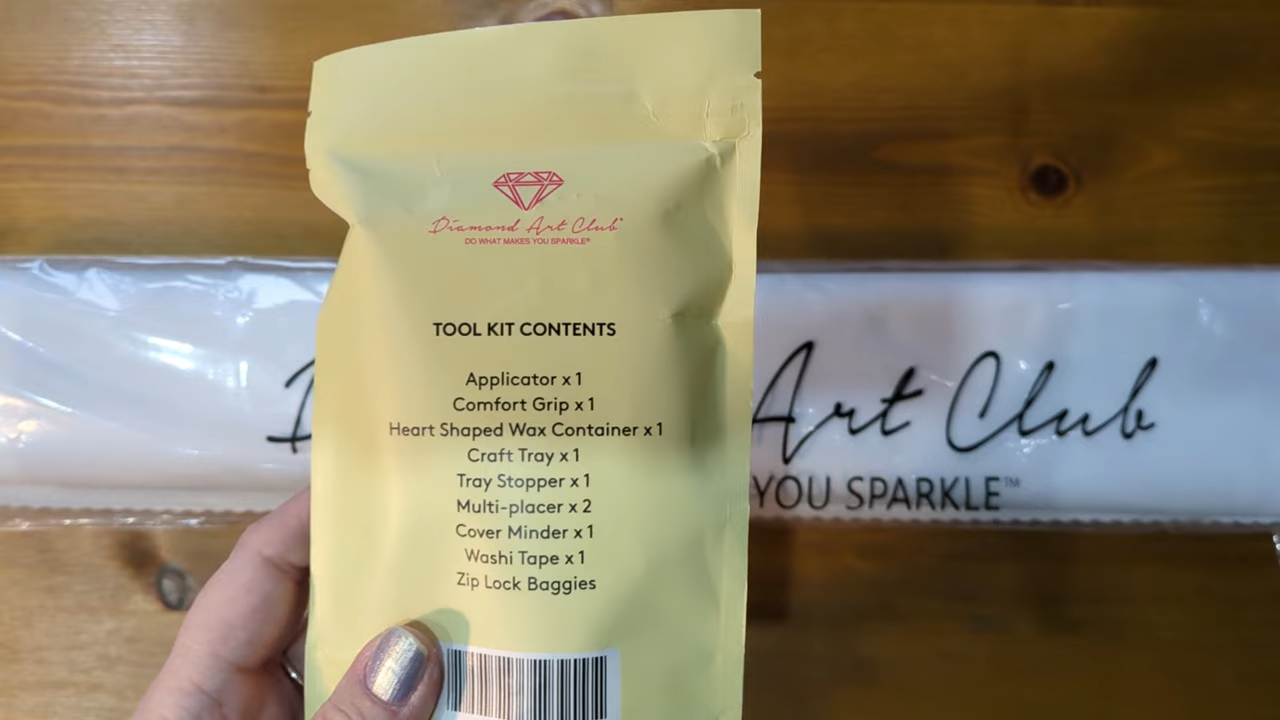 Diamond Art Club®
DO WHAT MAKES YOU SPARKLE®
TOOL KIT CONTENTS
Applicator x 1
Comfort Grip x 1
Heart Shaped Wax Container x 1
Craft Tray x 1
Tray Stopper x 1
Multi-placer x 2
Cover Minder x 1
Washi Tape x 1
Zip Lock Baggies
Art Club
YOU SPARKLE™